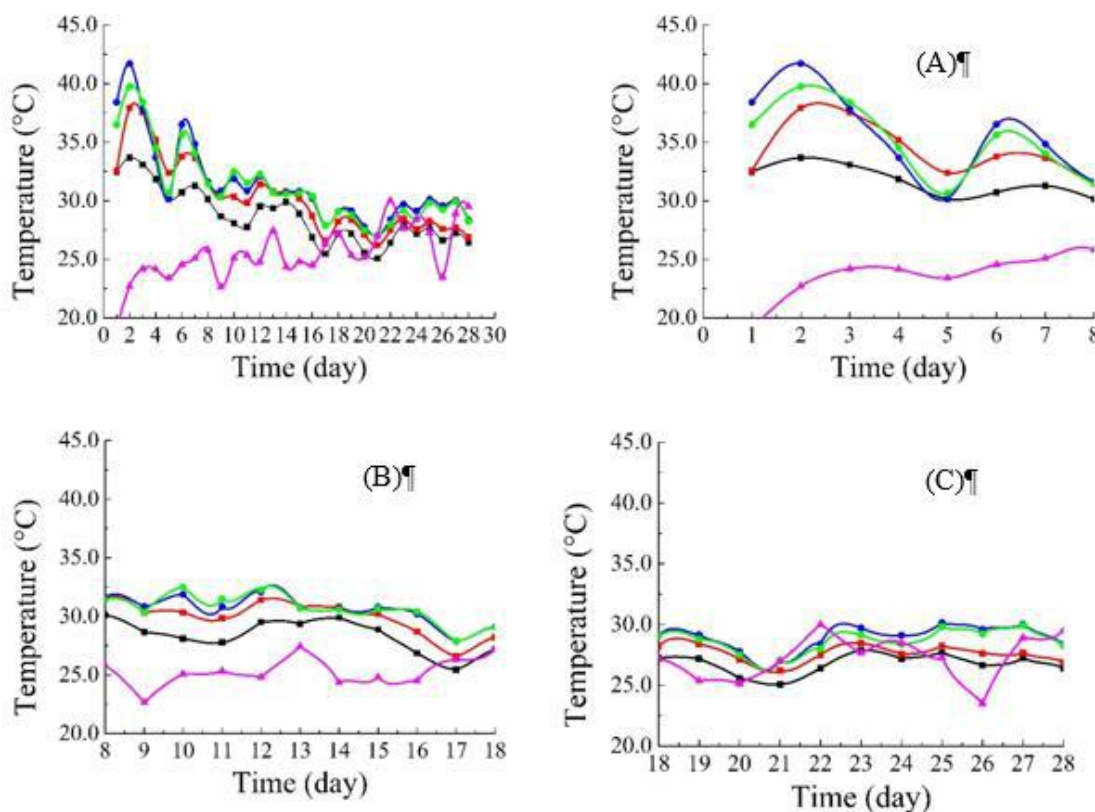 45.0
40.0
35.0
30.0
25.0
20.0
0 2 4 6 8 10 12 14 16 18 20 22 24 26 28 30
Temperature (°C)
Time (day)
45.0
40.0
35.0
30.0
25.0
20.0
0 1 2 3 4 5 6 7 8
Temperature (°C)
Time (day)
(A)¶
45.0
40.0
35.0
30.0
25.0
20.0
8 9 10 11 12 13 14 15 16 17 18
Temperature (°C)
Time (day)
(B)¶
45.0
40.0
35.0
30.0
25.0
20.0
18 19 20 21 22 23 24 25 26 27 28
Temperature (°C)
Time (day)
(C)¶